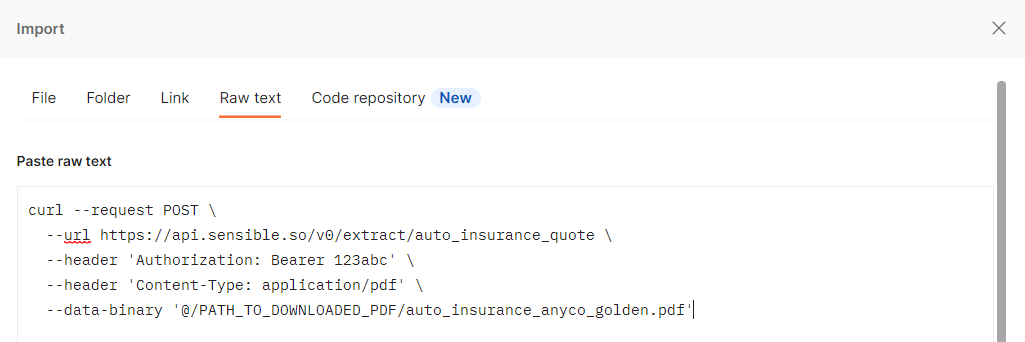 Import
File Folder Link Raw text Code repository New
Paste raw text
curl --request POST \
--url https://api.sensible.so/v0/extract/auto_insurance_quote \
--header 'Authorization: Bearer 123abc' \
--header 'Content-Type: application/pdf' \
--data-binary '@/PATH_TO_DOWNLOADED_PDF/auto_insurance_anyco_golden.pdf'